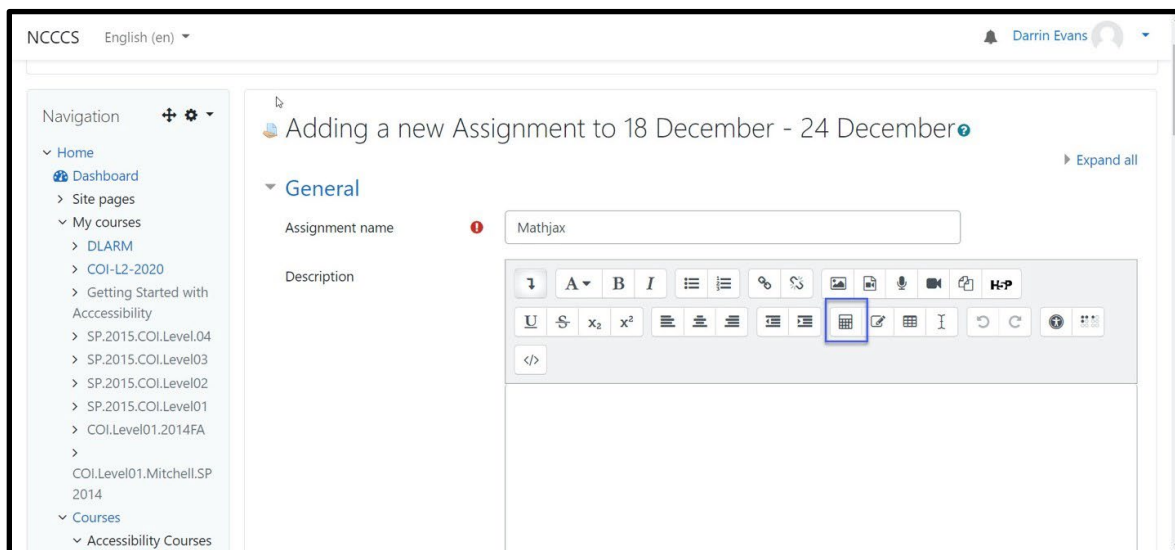 NCCCS English (en) Darrin Evans
Navigation
Home
Dashboard
Site pages
My courses
DLARM
COI-L2-2020
Getting Started with
Acccessibility
SP.2015.COI.Level.04
SP.2015.COI.Level03
SP.2015.COI.Level02
SP.2015.COI.Level01
COI.Level01.2014FA
COI.Level01.Mitchell.SP
2014
Courses
Accessibility Courses
Adding a new Assignment to 18 December - 24 December
Expand all
General
Assignment name Mathjax
Description
A B I H-P
U S x₂ x²
</>